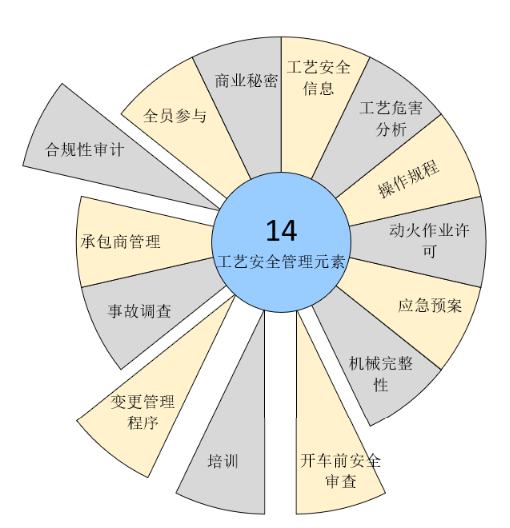 14
工艺安全管理元素
工艺安全
信息
工艺危害
分析
操作规程
动火作业许
可
应急预案
机械完整
性
开车前安全
审查
培训
变更管理
程序
事故调查
承包商管理
合规性审计
全员参与
商业秘密